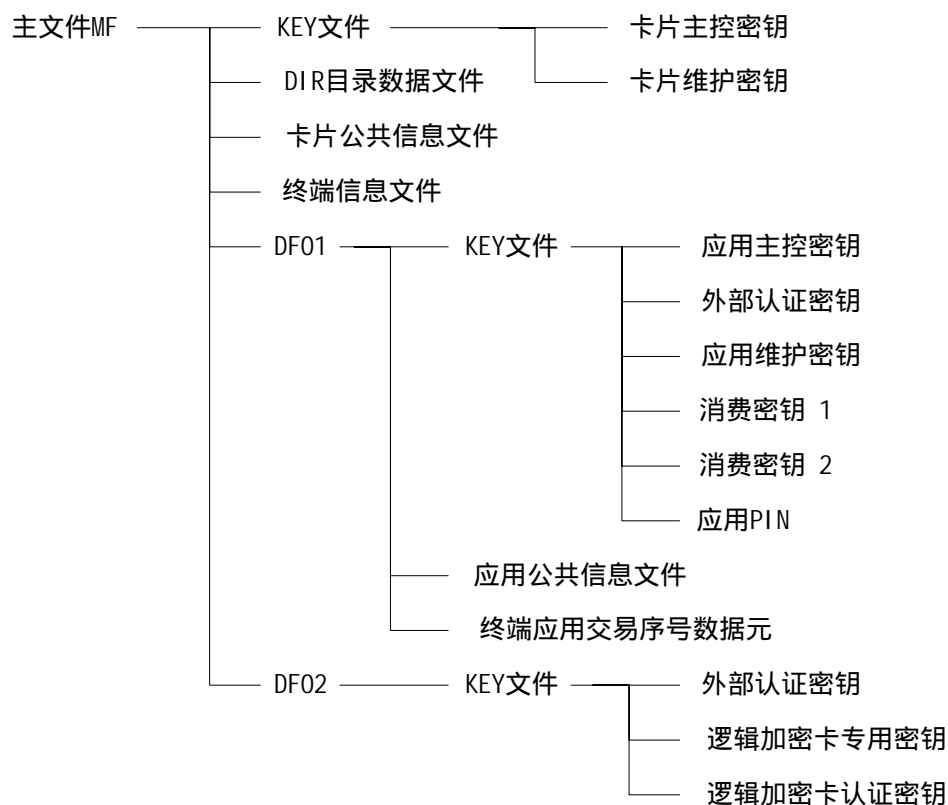 主文件MF KEY文件 卡片主控密钥
DIR目录数据文件 卡片维护密钥
卡片公共信息文件
终端信息文件
DF01 KEY文件 应用主控密钥
外部认证密钥
应用维护密钥
消费密钥 1
消费密钥 2
应用PIN
应用公共信息文件
终端应用交易序号数据元
DF02 KEY文件 外部认证密钥
逻辑加密卡专用密钥
逻辑加密卡认证密钥